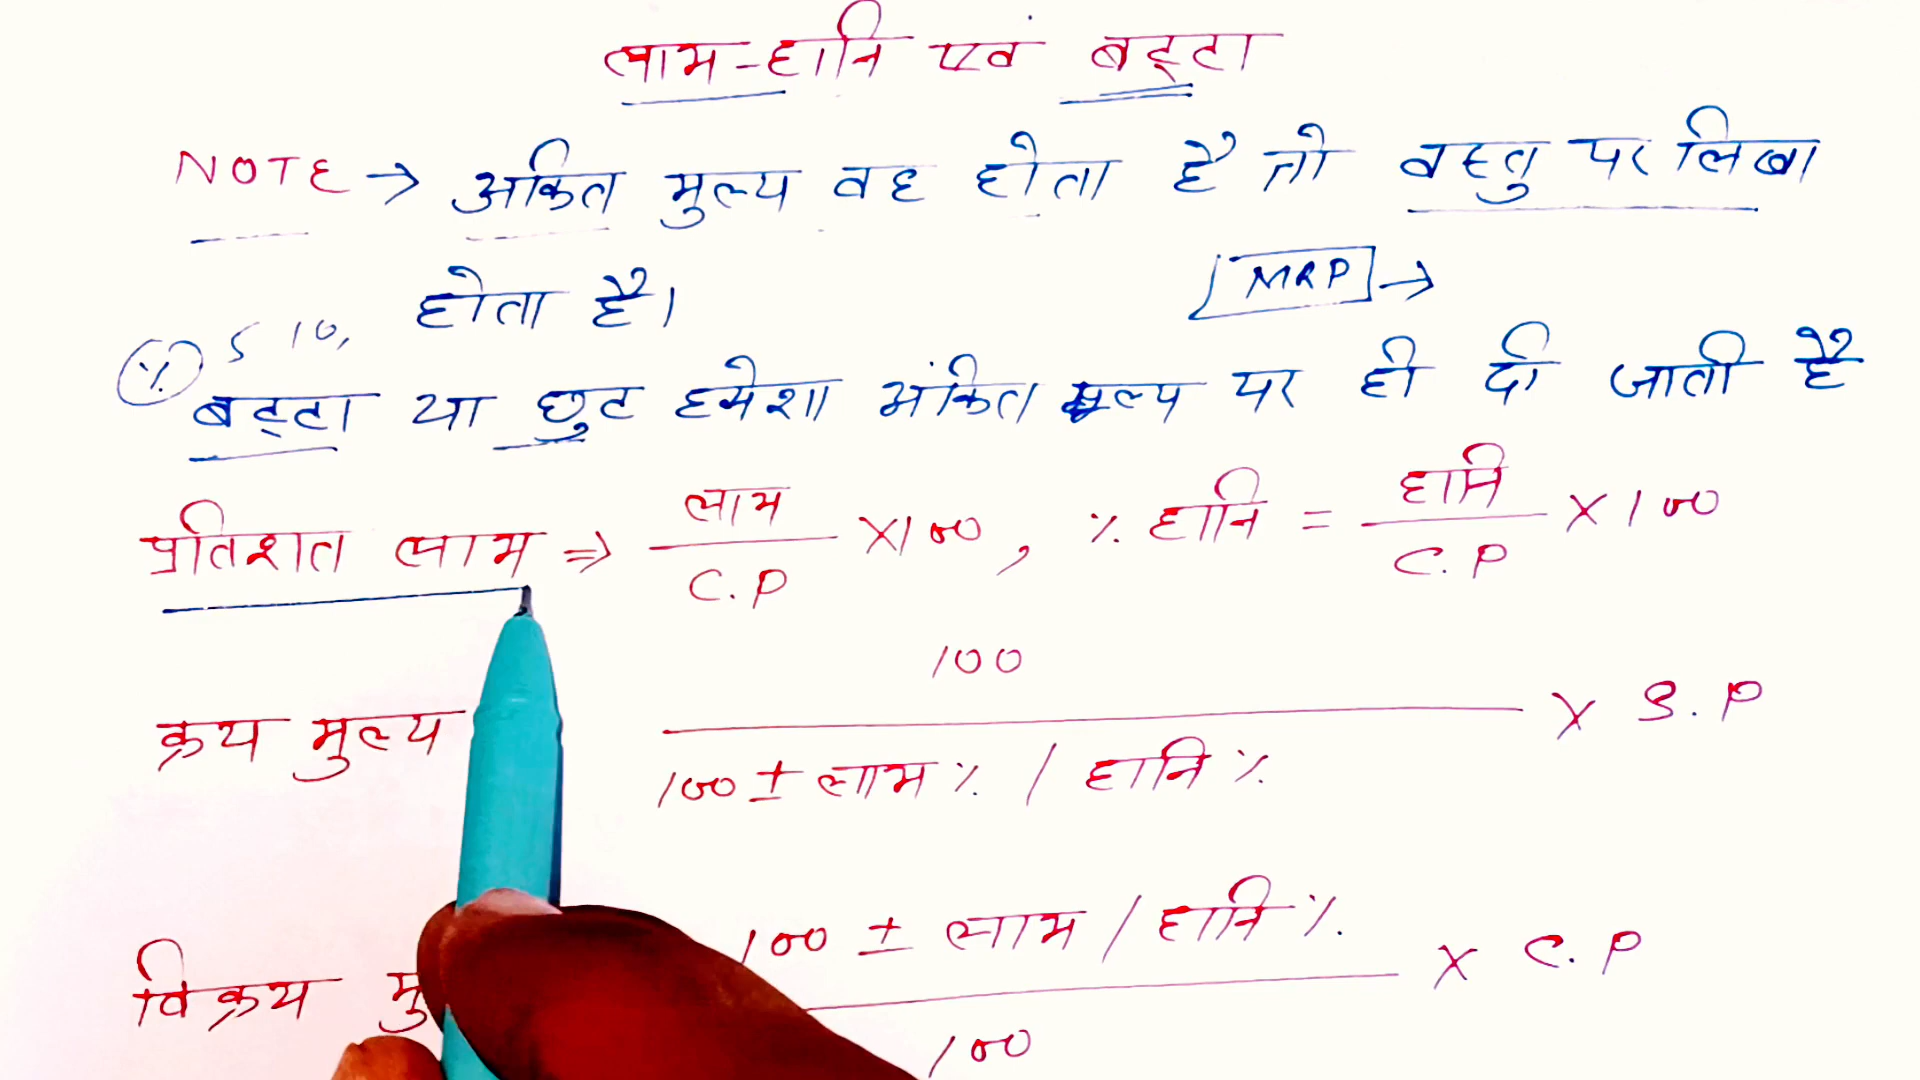 लाभ-हानि एवं बट्टा
NOTE → अंकित मुल्य वह होता है जो वस्तु पर लिखा
होता है। MRP →
% 5 10,
बट्टा या छुट हमेशा अंकित मूल्य पर ही दी जाती है
प्रतिशत लाभ ⇒ लाभ / C.P × 100, % हानि = हानि / C.P × 100
100
क्रय मुल्य × S.P
100 ± लाभ % / हानि %
100 ± लाभ / हानि %
विक्रय मु × C.P
100